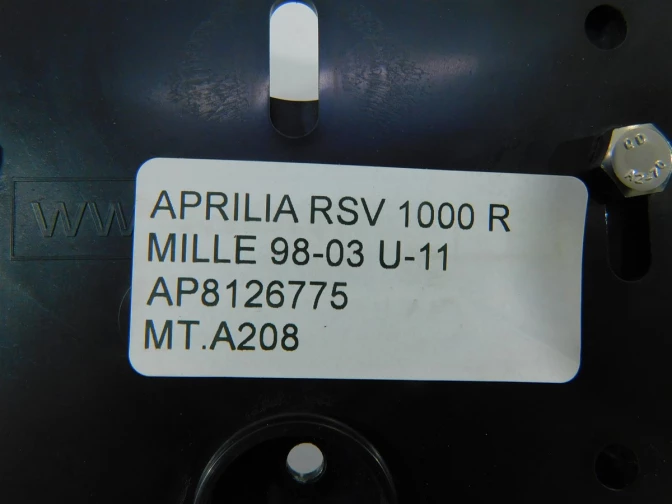 APRILIA RSV 1000 R
MILLE 98-03 U-11
AP8126775
MT.A208